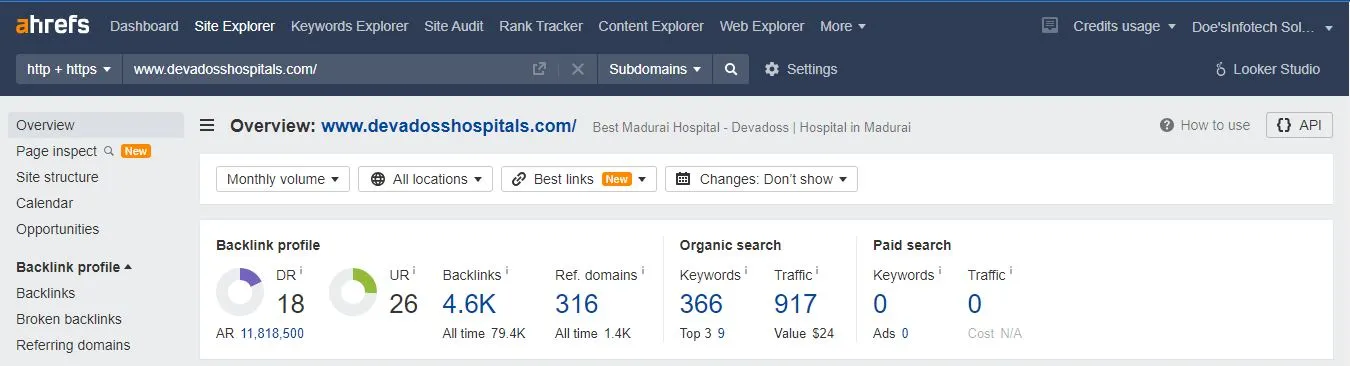 ahrefs Dashboard Site Explorer Keywords Explorer Site Audit Rank Tracker Content Explorer Web Explorer More Credits usage Doe'sInfotech Sol...
http + https www.devadosshospitals.com/ Subdomains Settings Looker Studio
Overview
Page inspect New
Site structure
Calendar
Opportunities
Backlink profile
Backlinks
Broken backlinks
Referring domains
Overview: www.devadosshospitals.com/ Best Madurai Hospital - Devadoss | Hospital in Madurai How to use {} API
Monthly volume All locations Best links New Changes: Don't show
Backlink profile Organic search Paid search
DR i UR i Backlinks i Ref. domains i Keywords i Traffic i Keywords i Traffic i
18 26 4.6K 316 366 917 0 0
AR 11,818,500 All time 79.4K All time 1.4K Top 3 9 Value $24 Ads 0 Cost N/A